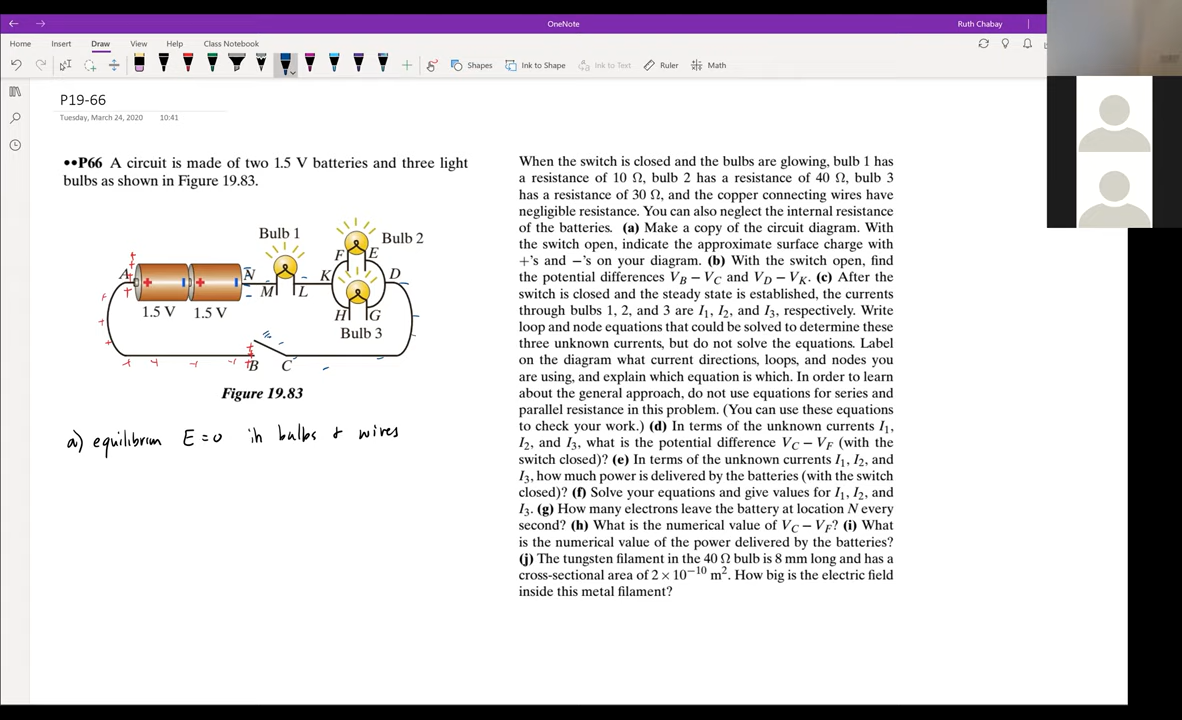 OneNote
Ruth Chabay
Home Insert Draw View Help Class Notebook
Shapes Ink to Shape Ink to Text Ruler Math
P19-66
Tuesday, March 24, 2020 10:41
••P66 A circuit is made of two 1.5 V batteries and three light
bulbs as shown in Figure 19.83.
Bulb 1
Bulb 2
F E
A N K D
M L
1.5 V 1.5 V
H G
Bulb 3
B C
Figure 19.83
a) equilibrium E = 0 in bulbs + wires
When the switch is closed and the bulbs are glowing, bulb 1 has
a resistance of 10 Ω, bulb 2 has a resistance of 40 Ω, bulb 3
has a resistance of 30 Ω, and the copper connecting wires have
negligible resistance. You can also neglect the internal resistance
of the batteries. (a) Make a copy of the circuit diagram. With
the switch open, indicate the approximate surface charge with
+'s and −'s on your diagram. (b) With the switch open, find
the potential differences V_B − V_C and V_D − V_K. (c) After the
switch is closed and the steady state is established, the currents
through bulbs 1, 2, and 3 are I₁, I₂, and I₃, respectively. Write
loop and node equations that could be solved to determine these
three unknown currents, but do not solve the equations. Label
on the diagram what current directions, loops, and nodes you
are using, and explain which equation is which. In order to learn
about the general approach, do not use equations for series and
parallel resistance in this problem. (You can use these equations
to check your work.) (d) In terms of the unknown currents I₁,
I₂, and I₃, what is the potential difference V_C − V_F (with the
switch closed)? (e) In terms of the unknown currents I₁, I₂, and
I₃, how much power is delivered by the batteries (with the switch
closed)? (f) Solve your equations and give values for I₁, I₂, and
I₃. (g) How many electrons leave the battery at location N every
second? (h) What is the numerical value of V_C − V_F? (i) What
is the numerical value of the power delivered by the batteries?
(j) The tungsten filament in the 40 Ω bulb is 8 mm long and has a
cross-sectional area of 2 × 10⁻¹⁰ m². How big is the electric field
inside this metal filament?